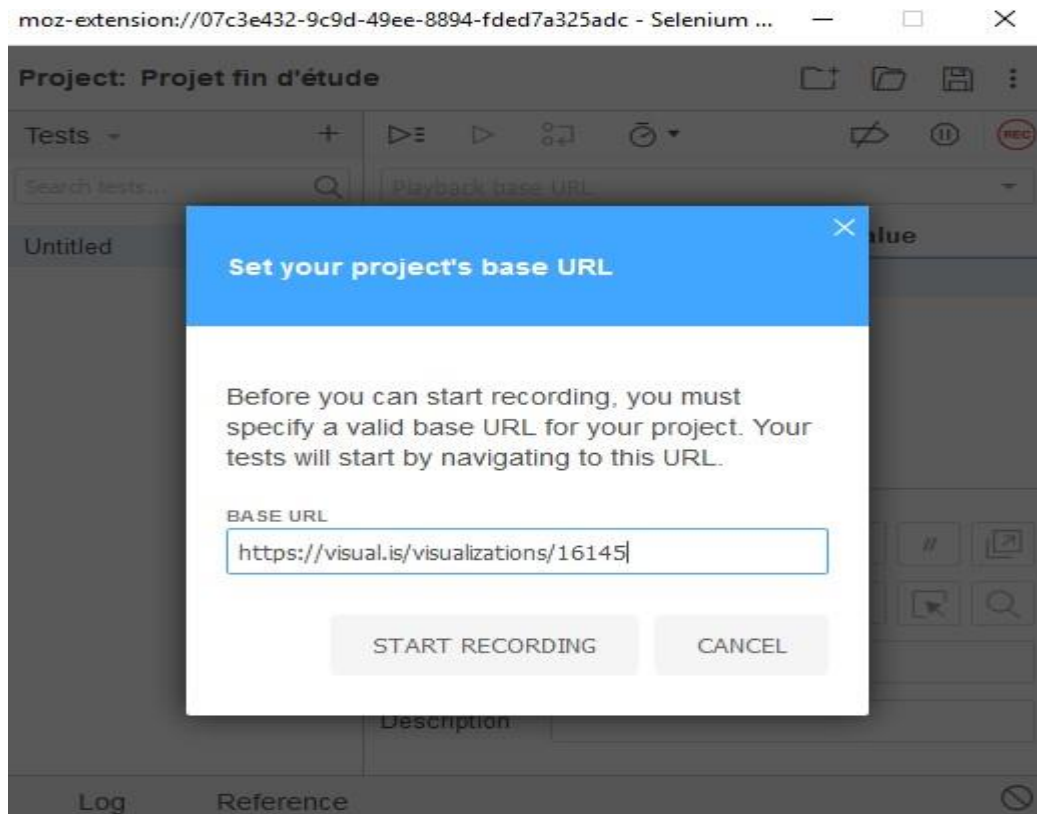 moz-extension://07c3e432-9c9d-49ee-8894-fded7a325adc - Selenium ...
Project: Projet fin d'étude
Tests
Search tests...
Playback base URL
Untitled
alue
Set your project's base URL
Before you can start recording, you must
specify a valid base URL for your project. Your
tests will start by navigating to this URL.
BASE URL
https://visual.is/visualizations/16145
START RECORDING
CANCEL
Description
Log
Reference
REC
//